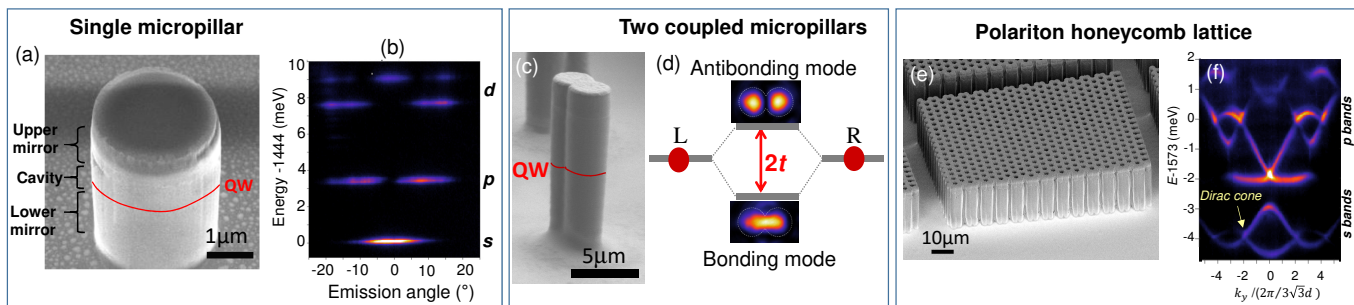 Single micropillar
(a)
Upper
mirror
Cavity
Lower
mirror
QW
1μm
(b)
Energy -1444 (meV)
10
8
6
4
2
0
d
p
s
-20 -10 0 10 20
Emission angle (°)
Two coupled micropillars
(c)
QW
5μm
(d)
Antibonding mode
L
R
2t
Bonding mode
Polariton honeycomb lattice
(e)
10μm
(f)
E-1573 (meV)
2
1
0
-1
-2
-3
-4
Dirac cone
p bands
s bands
-4 -2 0 2 4
k_y/(2π/3√3d)